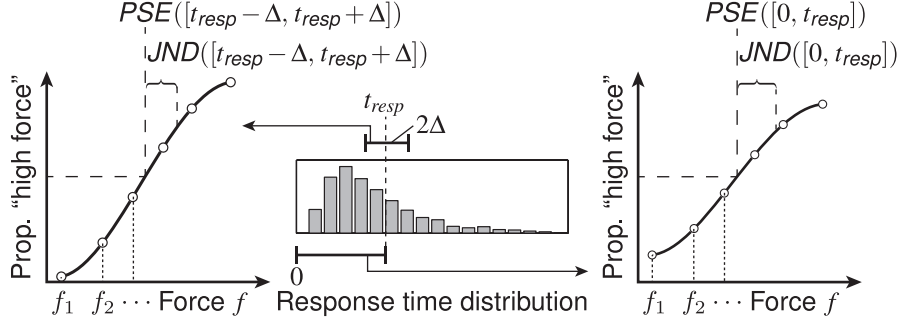 PSE([t_resp − Δ, t_resp + Δ])
JND([t_resp − Δ, t_resp + Δ])
Prop. “high force”
f1 f2 ⋯ Force f
t_resp
2Δ
0
Response time distribution
PSE([0, t_resp])
JND([0, t_resp])
Prop. “high force”
f1 f2 ⋯ Force f